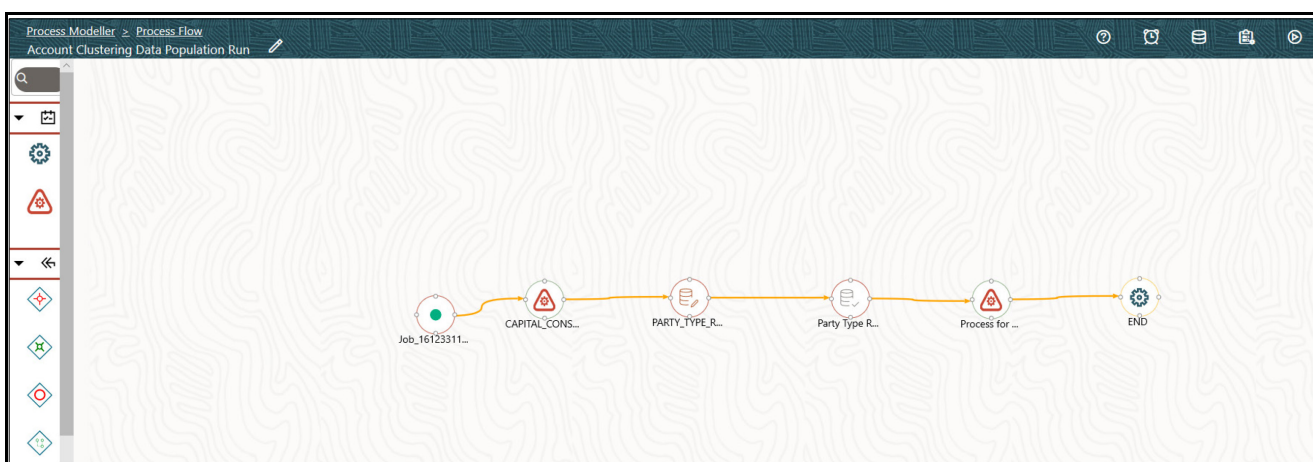 Process Modeller > Process Flow
Account Clustering Data Population Run
Job_16123311...
CAPITAL_CONS...
PARTY_TYPE_R...
Party Type R...
Process for ...
END